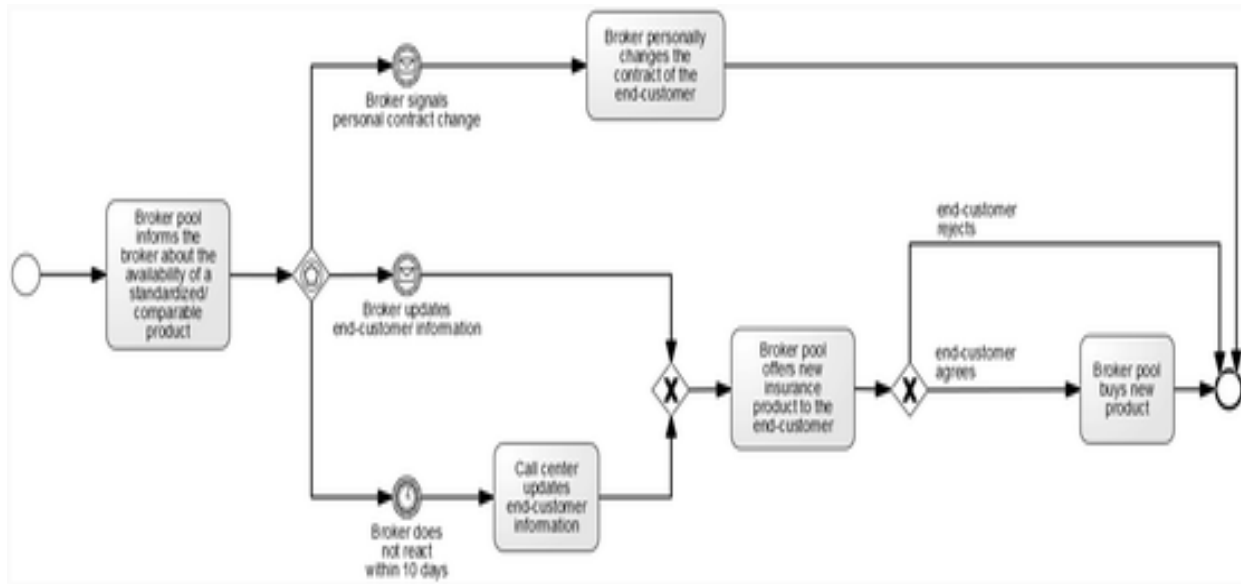 Broker personally
changes the
contract of the
end-customer
Broker signals
personal contract change
Broker pool
informs the
broker about the
availability of a
standardized/
comparable
product
end-customer
rejects
Broker updates
end-customer information
Broker pool
offers new
insurance
product to the
end-customer
end-customer
agrees
Broker pool
buys new
product
Call center
updates
end-customer
information
Broker does
not react
within 10 days